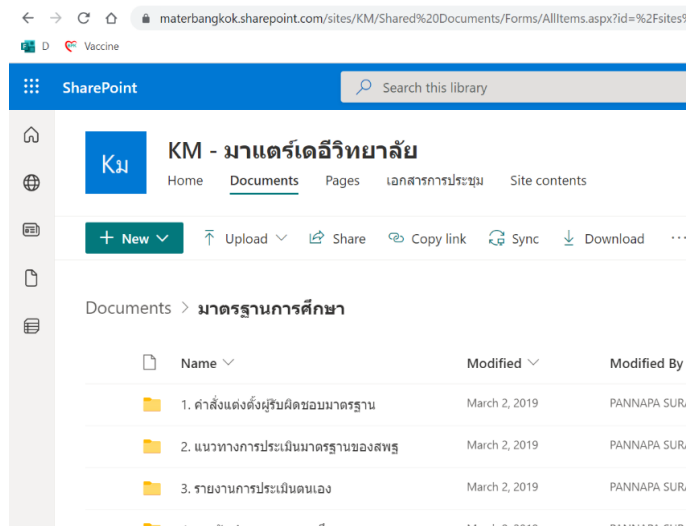 materbangkok.sharepoint.com/sites/KM/Shared%20Documents/Forms/AllItems.aspx?id=%2Fsites%
D Vaccine
SharePoint Search this library
Kม KM - มาแตร์เดอีวิทยาลัย
Home Documents Pages เอกสารการประชุม Site contents
+ New Upload Share Copy link Sync Download ...
Documents > มาตรฐานการศึกษา
Name Modified Modified By
1. คำสั่งแต่งตั้งผู้รับผิดชอบมาตรฐาน March 2, 2019 PANNAPA SURA
2. แนวทางการประเมินมาตรฐานของสพฐ March 2, 2019 PANNAPA SURA
3. รายงานการประเมินตนเอง March 2, 2019 PANNAPA SURA